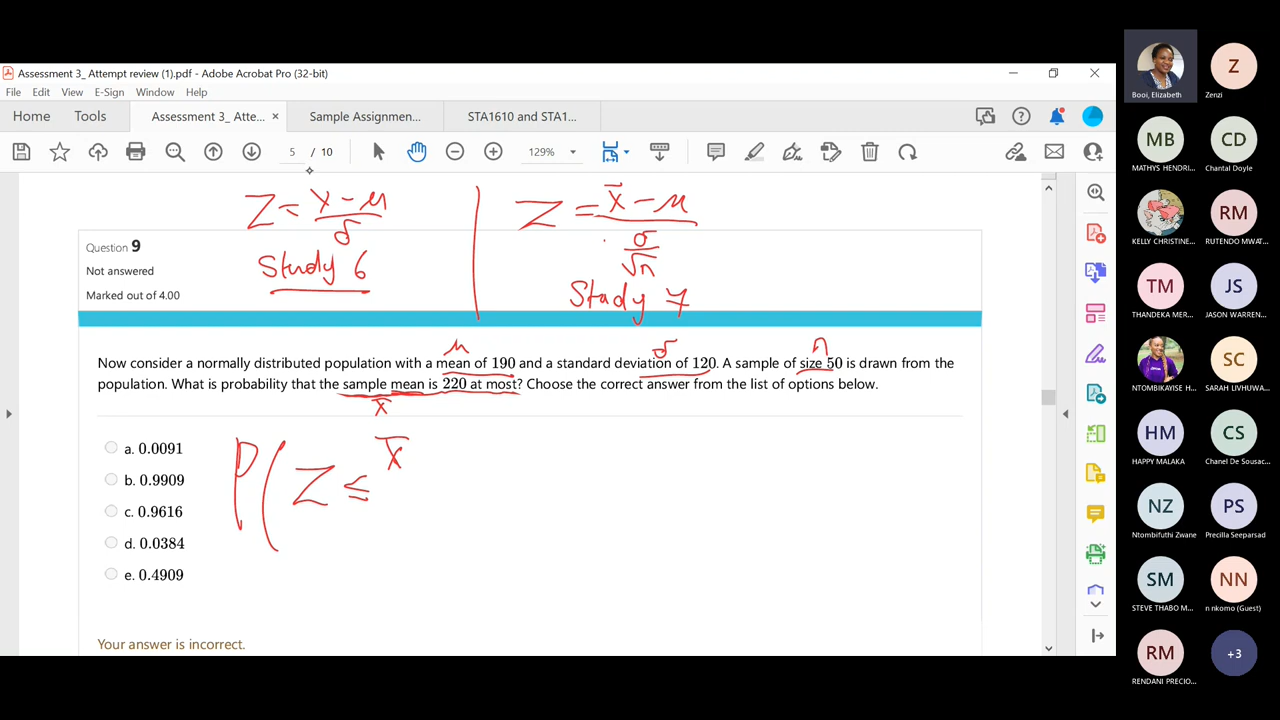 Assessment 3_ Attempt review (1).pdf - Adobe Acrobat Pro (32-bit)
File Edit View E-Sign Window Help
Home Tools Assessment 3_ Atte... × Sample Assignmen... STA1610 and STA1...
5 / 10 129%
Z = x - μ / σ
Study 6
Z = x̄ - μ / σ / √n
Study 7
Question 9
Not answered
Marked out of 4.00
μ σ n
Now consider a normally distributed population with a mean of 190 and a standard deviation of 120. A sample of size 50 is drawn from the
population. What is probability that the sample mean is 220 at most? Choose the correct answer from the list of options below.
x̄
a. 0.0091
b. 0.9909
c. 0.9616
d. 0.0384
e. 0.4909
P( Z ≤ x̄
Your answer is incorrect.
Booi, Elizabeth
Z
Zenzi
MB
MATHYS HENDRI...
CD
Chantal Doyle
KELLY CHRISTINE...
RM
RUTENDO MWAT...
TM
THANDEKA MER...
JS
JASON WARREN...
NTOMBIKAYISE H...
SC
SARAH LIVHUWA...
HM
HAPPY MALAKA
CS
Chanel De Sousac...
NZ
Ntombifuthi Zwane
PS
Precilla Seeparsad
SM
STEVE THABO M...
NN
n nkomo (Guest)
RM
RENDANI PRECIO...
+3